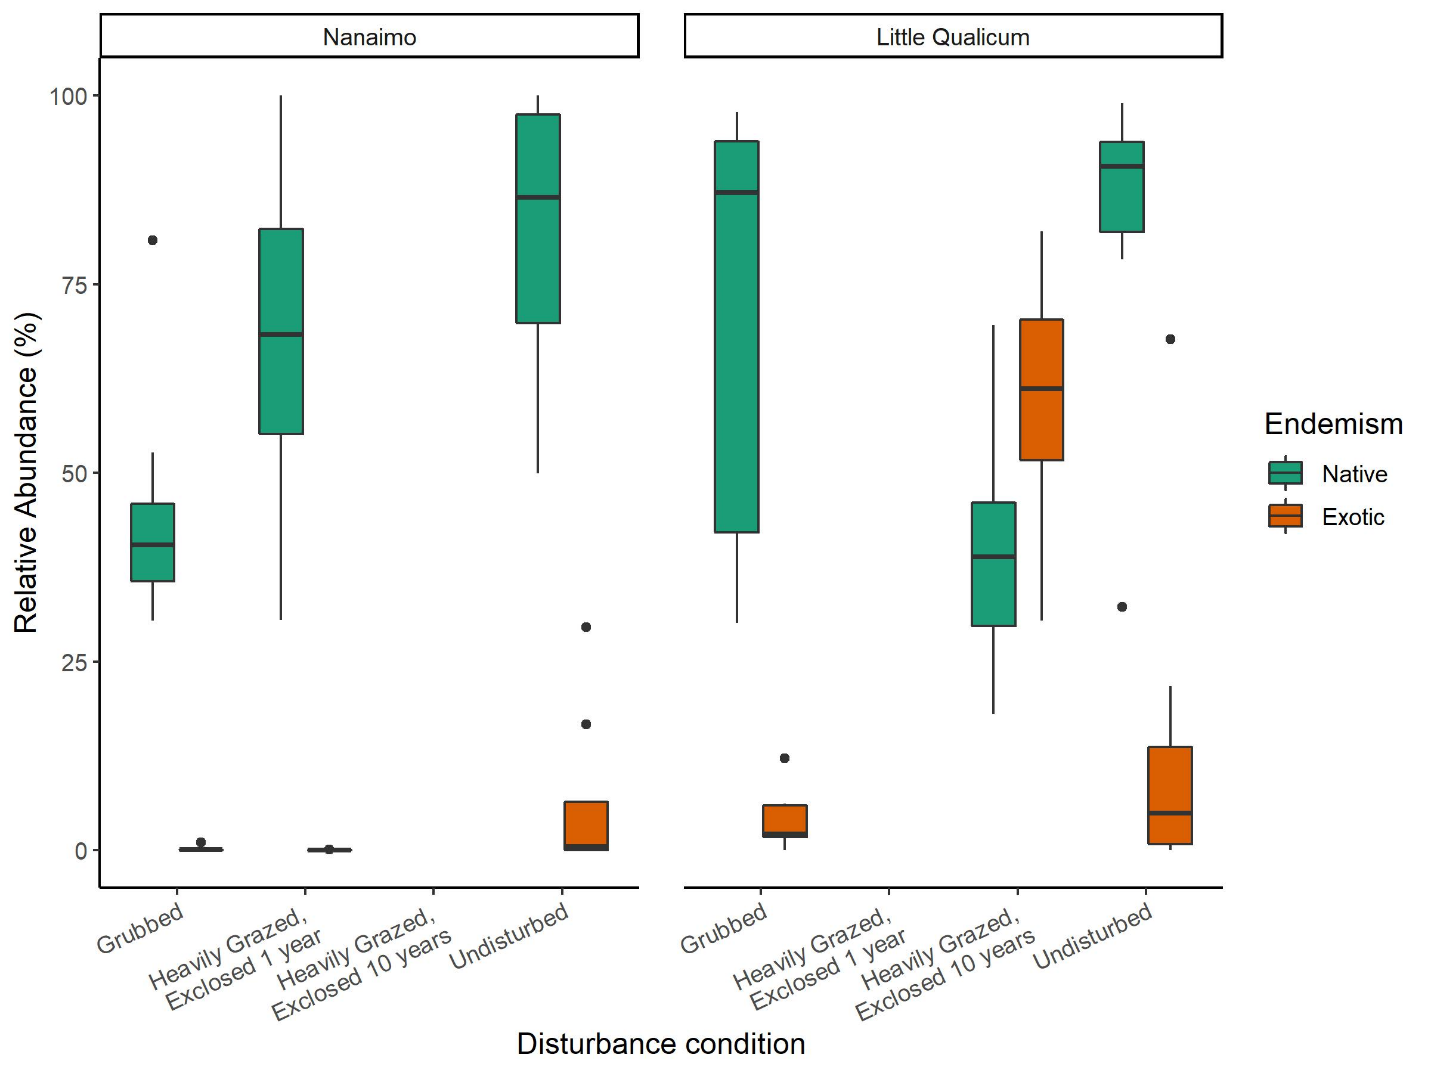 Nanaimo
Little Qualicum
Relative Abundance (%)
100
75
50
25
0
Grubbed
Heavily Grazed,
Exclosed 1 year
Heavily Grazed,
Exclosed 10 years
Undisturbed
Grubbed
Heavily Grazed,
Exclosed 1 year
Heavily Grazed,
Exclosed 10 years
Undisturbed
Disturbance condition
Endemism
Native
Exotic